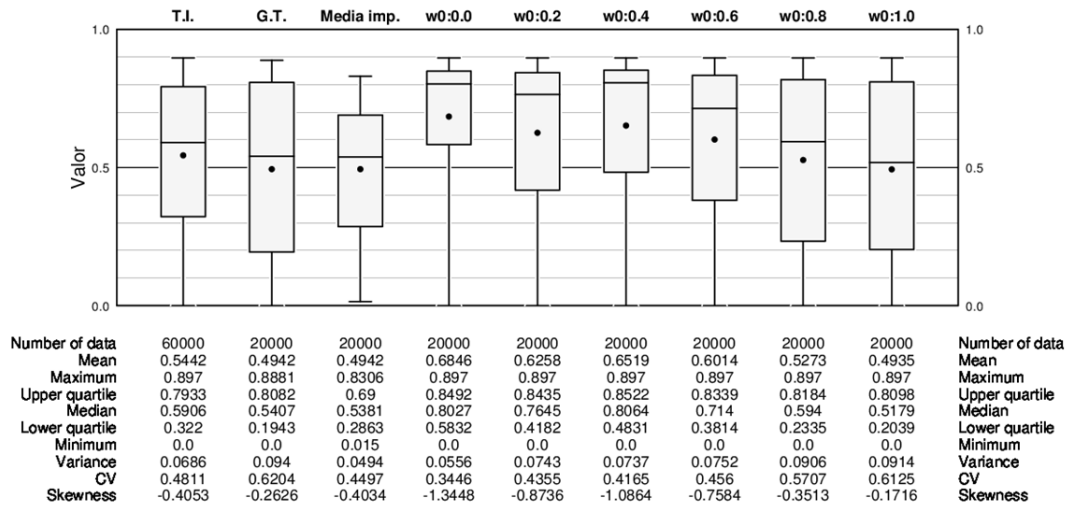 T.I. G.T. Media imp. w0:0.0 w0:0.2 w0:0.4 w0:0.6 w0:0.8 w0:1.0
1.0 1.0
Valor
0.5 0.5
0.0 0.0
Number of data 60000 20000 20000 20000 20000 20000 20000 20000 20000 Number of data
Mean 0.5442 0.4942 0.4942 0.6846 0.6258 0.6519 0.6014 0.5273 0.4935 Mean
Maximum 0.897 0.8881 0.8306 0.897 0.897 0.897 0.897 0.897 0.897 Maximum
Upper quartile 0.7933 0.8082 0.69 0.8492 0.8435 0.8522 0.8339 0.8184 0.8098 Upper quartile
Median 0.5906 0.5407 0.5381 0.8027 0.7645 0.8064 0.714 0.594 0.5179 Median
Lower quartile 0.322 0.1943 0.2863 0.5832 0.4182 0.4831 0.3814 0.2335 0.2039 Lower quartile
Minimum 0.0 0.0 0.015 0.0 0.0 0.0 0.0 0.0 0.0 Minimum
Variance 0.0686 0.094 0.0494 0.0556 0.0743 0.0737 0.0752 0.0906 0.0914 Variance
CV 0.4811 0.6204 0.4497 0.3446 0.4355 0.4165 0.456 0.5707 0.6125 CV
Skewness -0.4053 -0.2626 -0.4034 -1.3448 -0.8736 -1.0864 -0.7584 -0.3513 -0.1716 Skewness